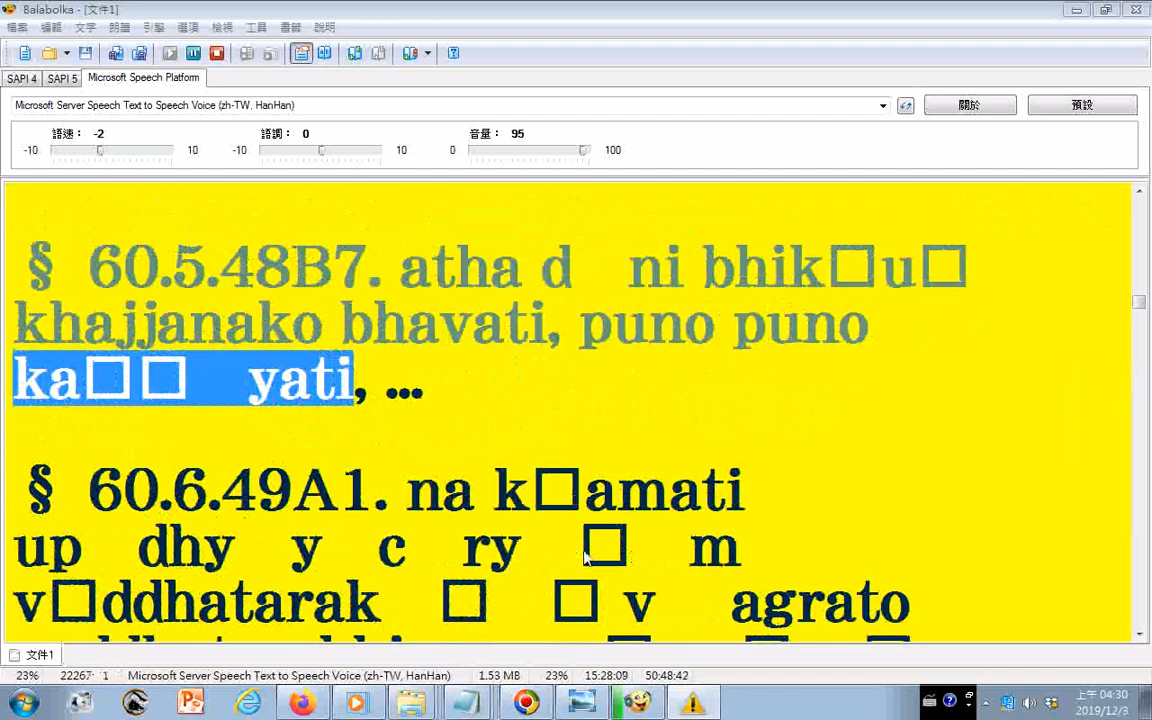 Balabolka - [文件1]
檔案 編輯 文字 朗讀 引擎 選項 檢視 工具 書籤 說明
SAPI 4 SAPI 5 Microsoft Speech Platform
Microsoft Server Speech Text to Speech Voice (zh-TW, HanHan) 關於 預設
語速： -2 語調： 0 音量： 95
-10 10 -10 10 0 100
§ 60.5.48B7. atha d ni bhik□u□
khajjanako bhavati, puno puno
ka□□ yati, ...
§ 60.6.49A1. na k□amati
up dhy y c ry □ m
v□ddhatarak □ □ v agrato
文件1
23% 22267 1 Microsoft Server Speech Text to Speech Voice (zh-TW, HanHan) 1.53 MB 23% 15:28:09 50:48:42
上午 04:30
2019/12/3